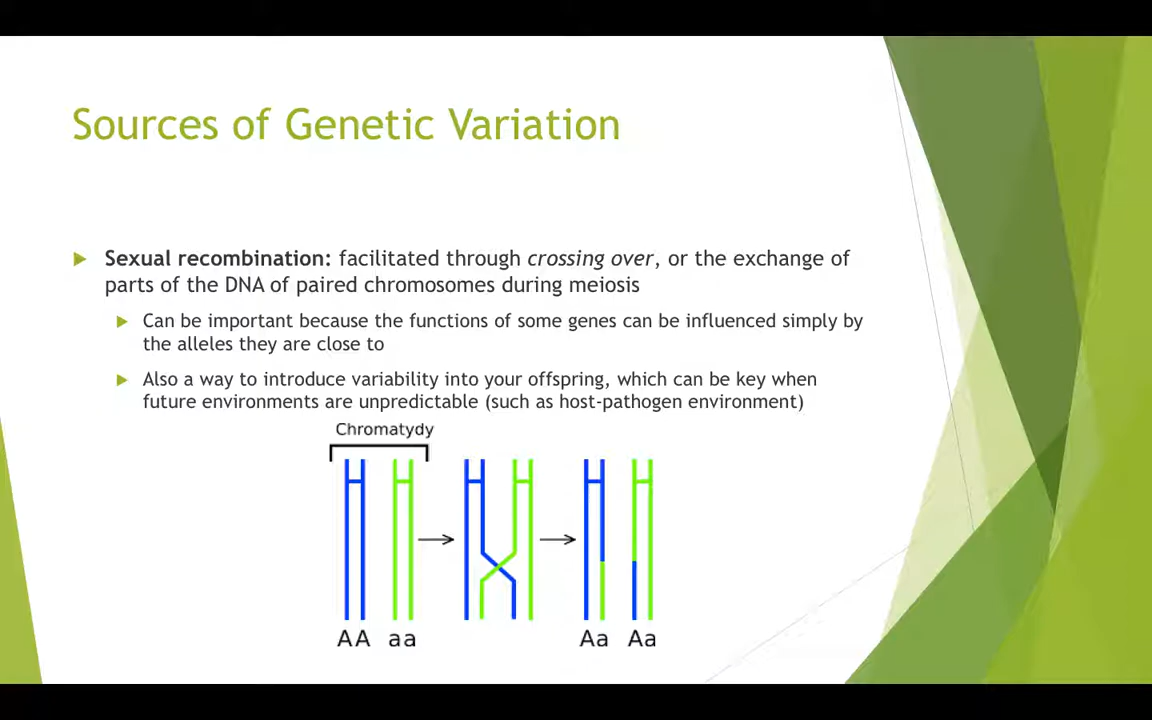 Sources of Genetic Variation
Sexual recombination: facilitated through crossing over, or the exchange of
parts of the DNA of paired chromosomes during meiosis
Can be important because the functions of some genes can be influenced simply by
the alleles they are close to
Also a way to introduce variability into your offspring, which can be key when
future environments are unpredictable (such as host-pathogen environment)
Chromatydy
AA aa Aa Aa